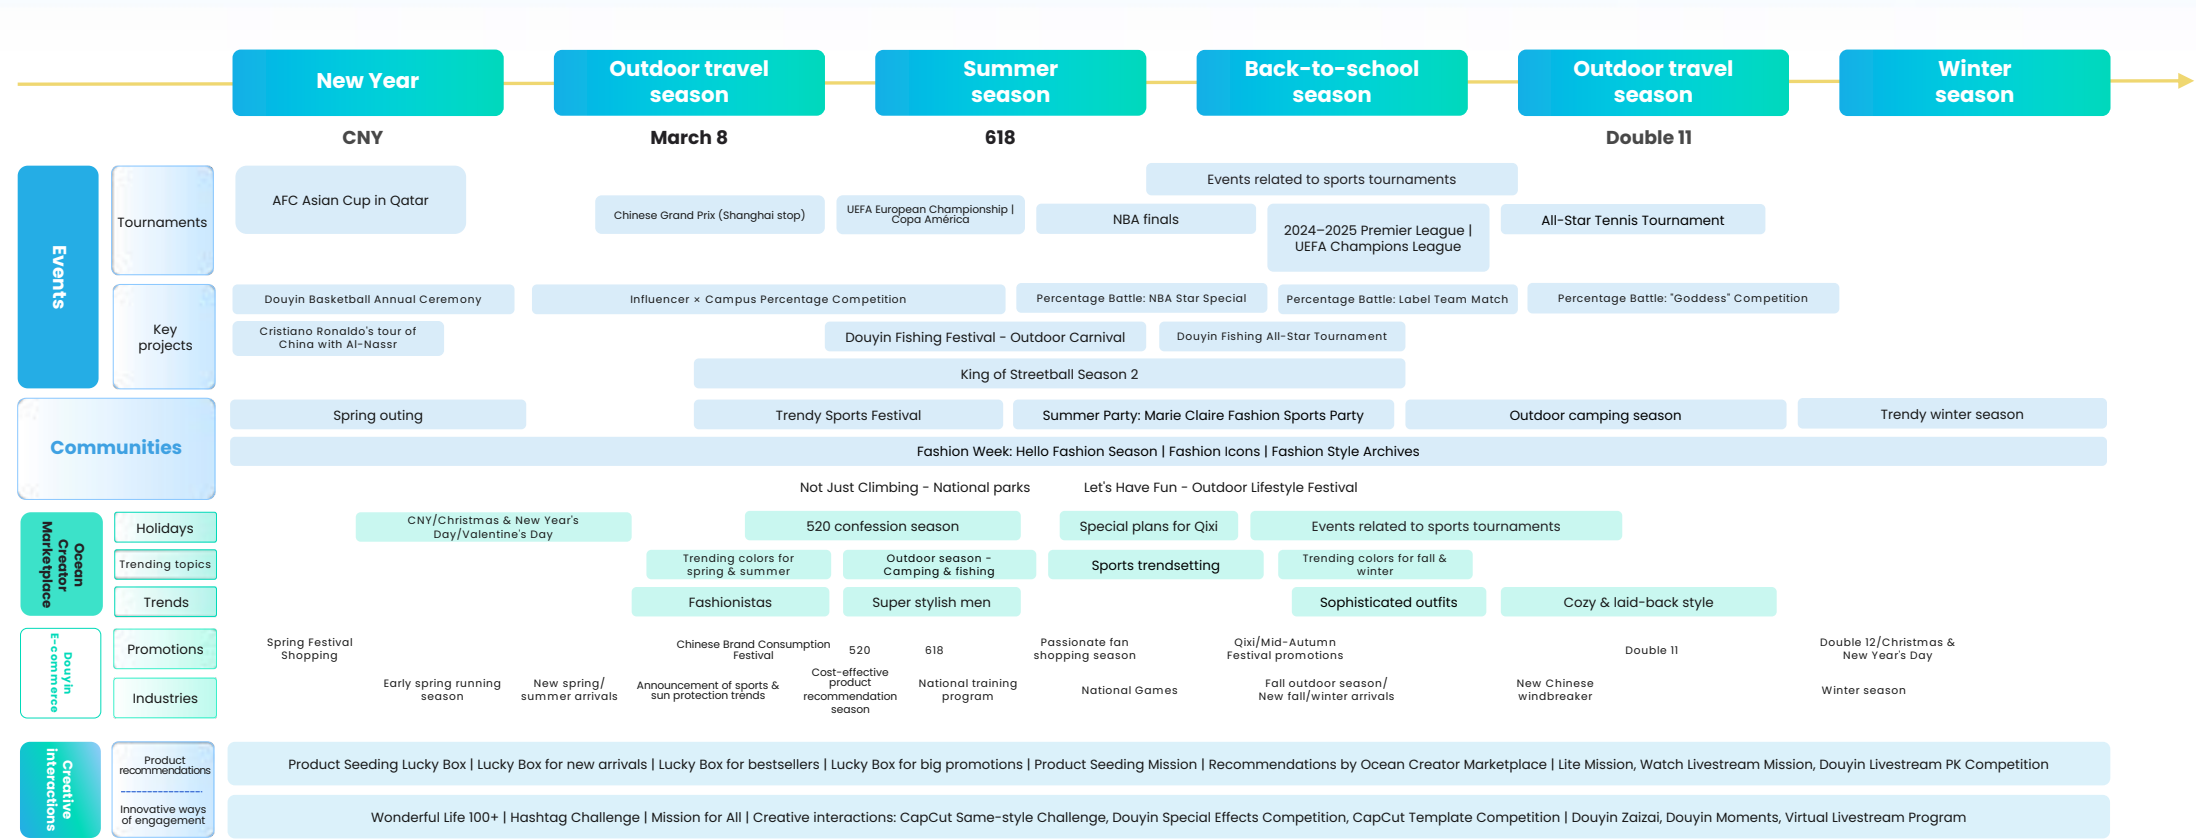 New Year
Outdoor travel
season
Summer
season
Back-to-school
season
Outdoor travel
season
Winter
season
CNY
March 8
618
Double 11
Events
Tournaments
AFC Asian Cup in Qatar
Chinese Grand Prix (Shanghai stop)
UEFA European Championship |
Copa América
NBA finals
Events related to sports tournaments
2024–2025 Premier League |
UEFA Champions League
All-Star Tennis Tournament
Key
projects
Douyin Basketball Annual Ceremony
Influencer × Campus Percentage Competition
Percentage Battle: NBA Star Special
Percentage Battle: Label Team Match
Percentage Battle: "Goddess" Competition
Cristiano Ronaldo's tour of
China with Al-Nassr
Douyin Fishing Festival - Outdoor Carnival
Douyin Fishing All-Star Tournament
King of Streetball Season 2
Communities
Spring outing
Trendy Sports Festival
Summer Party: Marie Claire Fashion Sports Party
Outdoor camping season
Trendy winter season
Fashion Week: Hello Fashion Season | Fashion Icons | Fashion Style Archives
Not Just Climbing - National parks
Let's Have Fun - Outdoor Lifestyle Festival
Ocean
Creator
Marketplace
Holidays
CNY/Christmas & New Year's
Day/Valentine's Day
520 confession season
Special plans for Qixi
Events related to sports tournaments
Trending topics
Trending colors for
spring & summer
Outdoor season -
Camping & fishing
Sports trendsetting
Trending colors for fall &
winter
Trends
Fashionistas
Super stylish men
Sophisticated outfits
Cozy & laid-back style
Douyin
E-commerce
Promotions
Spring Festival
Shopping
Chinese Brand Consumption
Festival
520
618
Passionate fan
shopping season
Qixi/Mid-Autumn
Festival promotions
Double 11
Double 12/Christmas &
New Year's Day
Industries
Early spring running
season
New spring/
summer arrivals
Announcement of sports &
sun protection trends
Cost-effective
product
recommendation
season
National training
program
National Games
Fall outdoor season/
New fall/winter arrivals
New Chinese
windbreaker
Winter season
Creative
interactions
Product
recommendations
Product Seeding Lucky Box | Lucky Box for new arrivals | Lucky Box for bestsellers | Lucky Box for big promotions | Product Seeding Mission | Recommendations by Ocean Creator Marketplace | Lite Mission, Watch Livestream Mission, Douyin Livestream PK Competition
Innovative ways
of engagement
Wonderful Life 100+ | Hashtag Challenge | Mission for All | Creative interactions: CapCut Same-style Challenge, Douyin Special Effects Competition, CapCut Template Competition | Douyin Zaizai, Douyin Moments, Virtual Livestream Program